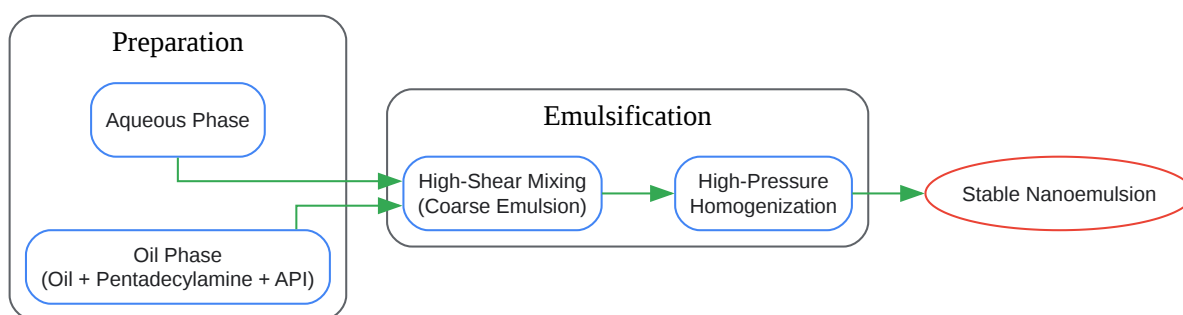 Preparation
Aqueous Phase
Oil Phase
(Oil + Pentadecylamine + API)
Emulsification
High-Shear Mixing
(Coarse Emulsion)
High-Pressure
Homogenization
Stable Nanoemulsion